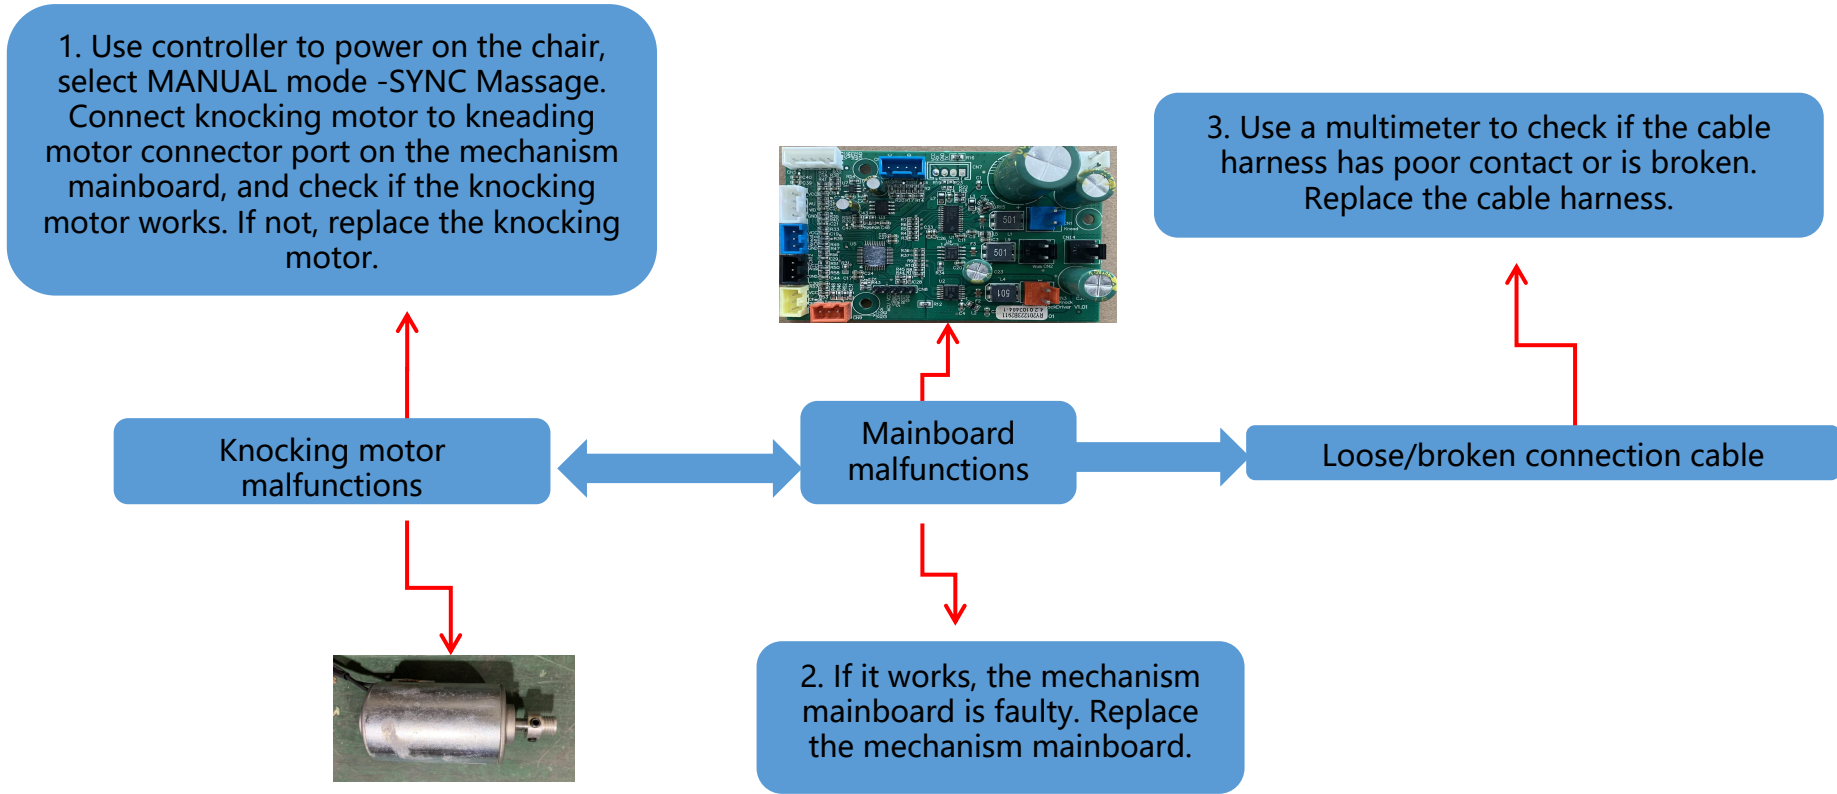 1. Use controller to power on the chair,
select MANUAL mode -SYNC Massage.
Connect knocking motor to kneading
motor connector port on the mechanism
mainboard, and check if the knocking
motor works. If not, replace the knocking
motor.
3. Use a multimeter to check if the cable
harness has poor contact or is broken.
Replace the cable harness.
501
501
501
Knocking motor
malfunctions
Mainboard
malfunctions
Loose/broken connection cable
2. If it works, the mechanism
mainboard is faulty. Replace
the mechanism mainboard.